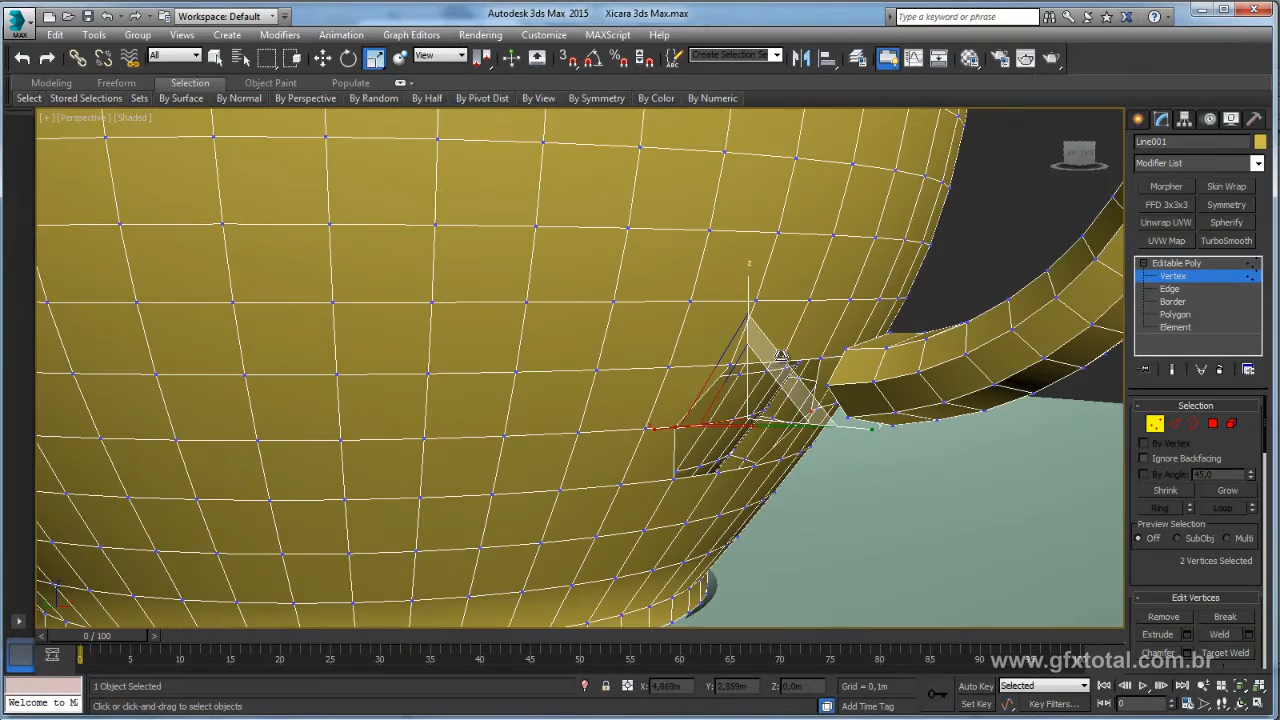 MAX
Workspace: Default
Autodesk 3ds Max 2015
Xicara 3ds Max.max
Type a keyword or phrase
Edit
Tools
Group
Views
Create
Modifiers
Animation
Graph Editors
Rendering
Customize
MAXScript
Help
All
View
Create Selection Se
Modeling
Freeform
Selection
Object Paint
Populate
Select
Stored Selections
Sets
By Surface
By Normal
By Perspective
By Random
By Half
By Pivot Dist
By View
By Symmetry
By Color
By Numeric
[+] [Perspective] [Shaded]
z
Line001
Modifier List
Morpher
Skin Wrap
FFD 3x3x3
Symmetry
Unwrap UVW
Spherify
UVW Map
TurboSmooth
Editable Poly
Vertex
Edge
Border
Polygon
Element
Selection
By Vertex
Ignore Backfacing
By Angle: 45,0
Shrink
Grow
Ring
Loop
Preview Selection
Off
SubObj
Multi
2 Vertices Selected
Edit Vertices
Remove
Break
Extrude
Weld
Chamfer
Target Weld
0 / 100
0
5
10
15
20
25
30
35
40
45
50
55
60
65
70
75
80
85
90
www.gfxtotal.com.br
1 Object Selected
X: 4,869m
Y: 2,859m
Z: 0,0m
Grid = 0,1m
Auto Key
Selected
Welcome to M
Click or click-and-drag to select objects
Add Time Tag
Set Key
Key Filters...
0